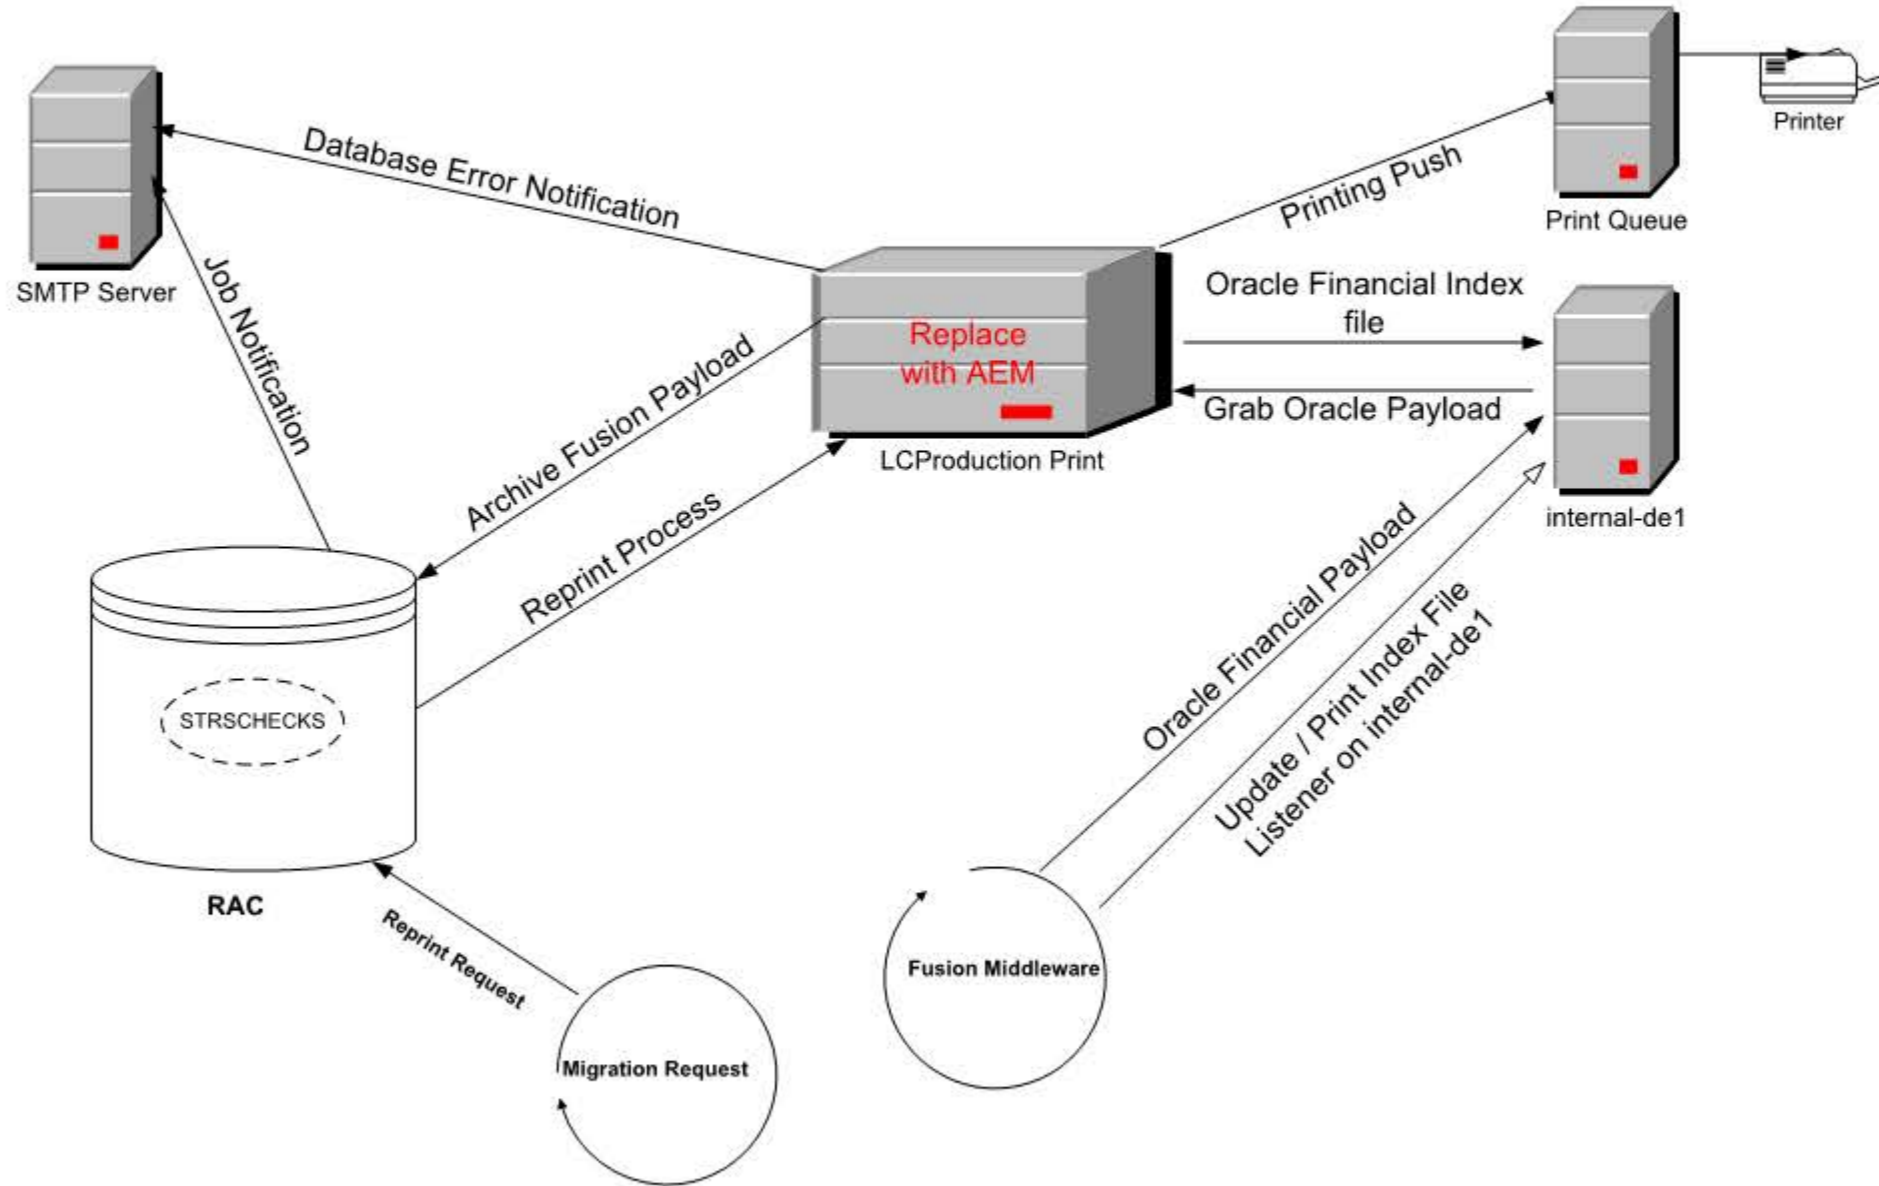 Printer
Print Queue
Database Error Notification
Printing Push
SMTP Server
Job Notification
Oracle Financial Index
file
Replace
with AEM
Grab Oracle Payload
LCProduction Print
internal-de1
Archive Fusion Payload
Reprint Process
Oracle Financial Payload
Update / Print Index File
Listener on internal-de1
STRSCHECKS
RAC
Reprint Request
Fusion Middleware
Migration Request